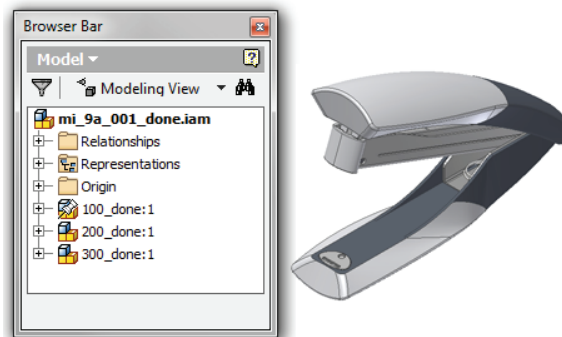 Browser Bar
Model
Modeling View
mi_9a_001_done.iam
Relationships
Representations
Origin
100_done:1
200_done:1
300_done:1